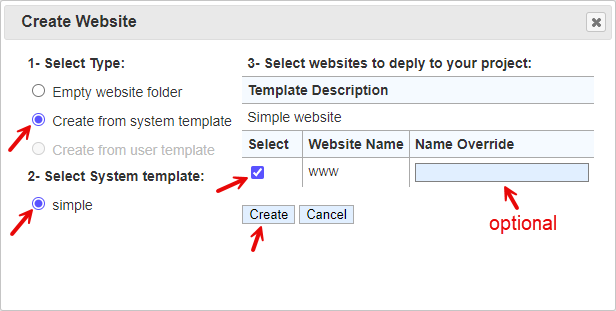 Create Website
1- Select Type:
Empty website folder
Create from system template
Create from user template
2- Select System template:
simple
3- Select websites to deply to your project:
Template Description
Simple website
Select Website Name Name Override
www
Create Cancel
optional